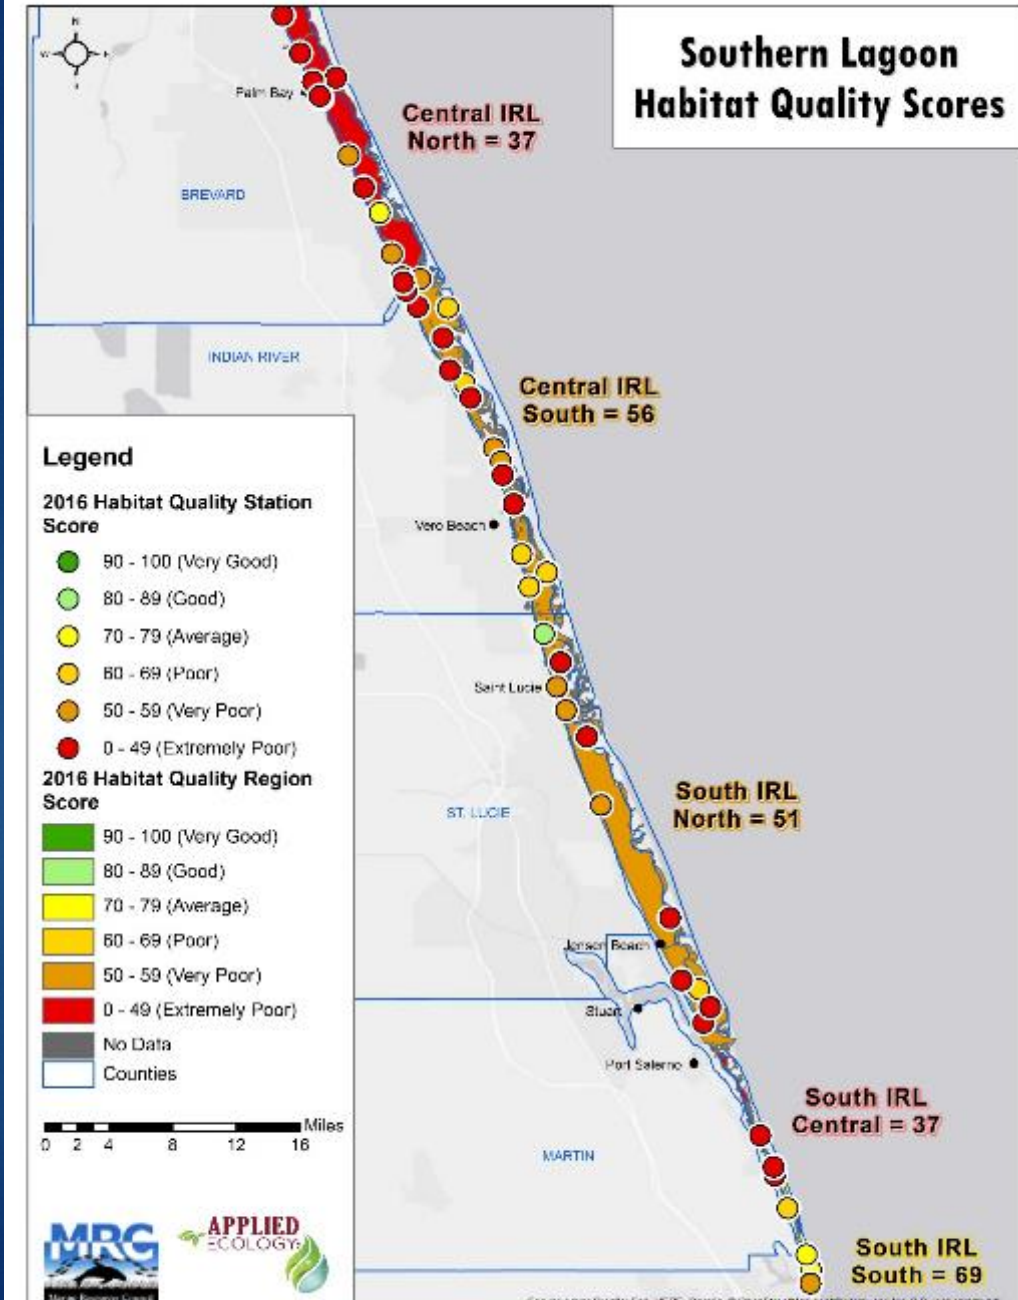 Southern Lagoon
Habitat Quality Scores
N
W
Palm Bay
Central IRL
North = 37
BREVARD
INDIAN RIVER
Central IRL
South = 56
Vero Beach
Saint Lucie
ST. LUCIE
South IRL
North = 51
Jensen Beach
Stuart
Port Salerno
South IRL
Central = 37
MARTIN
South IRL
South = 69
Legend
2016 Habitat Quality Station
Score
90 - 100 (Very Good)
80 - 89 (Good)
70 - 79 (Average)
60 - 69 (Poor)
50 - 59 (Very Poor)
0 - 49 (Extremely Poor)
2016 Habitat Quality Region
Score
90 - 100 (Very Good)
80 - 89 (Good)
70 - 79 (Average)
60 - 69 (Poor)
50 - 59 (Very Poor)
0 - 49 (Extremely Poor)
No Data
Counties
Miles
0 2 4 8 12 16
MRC
APPLIED
ECOLOGY